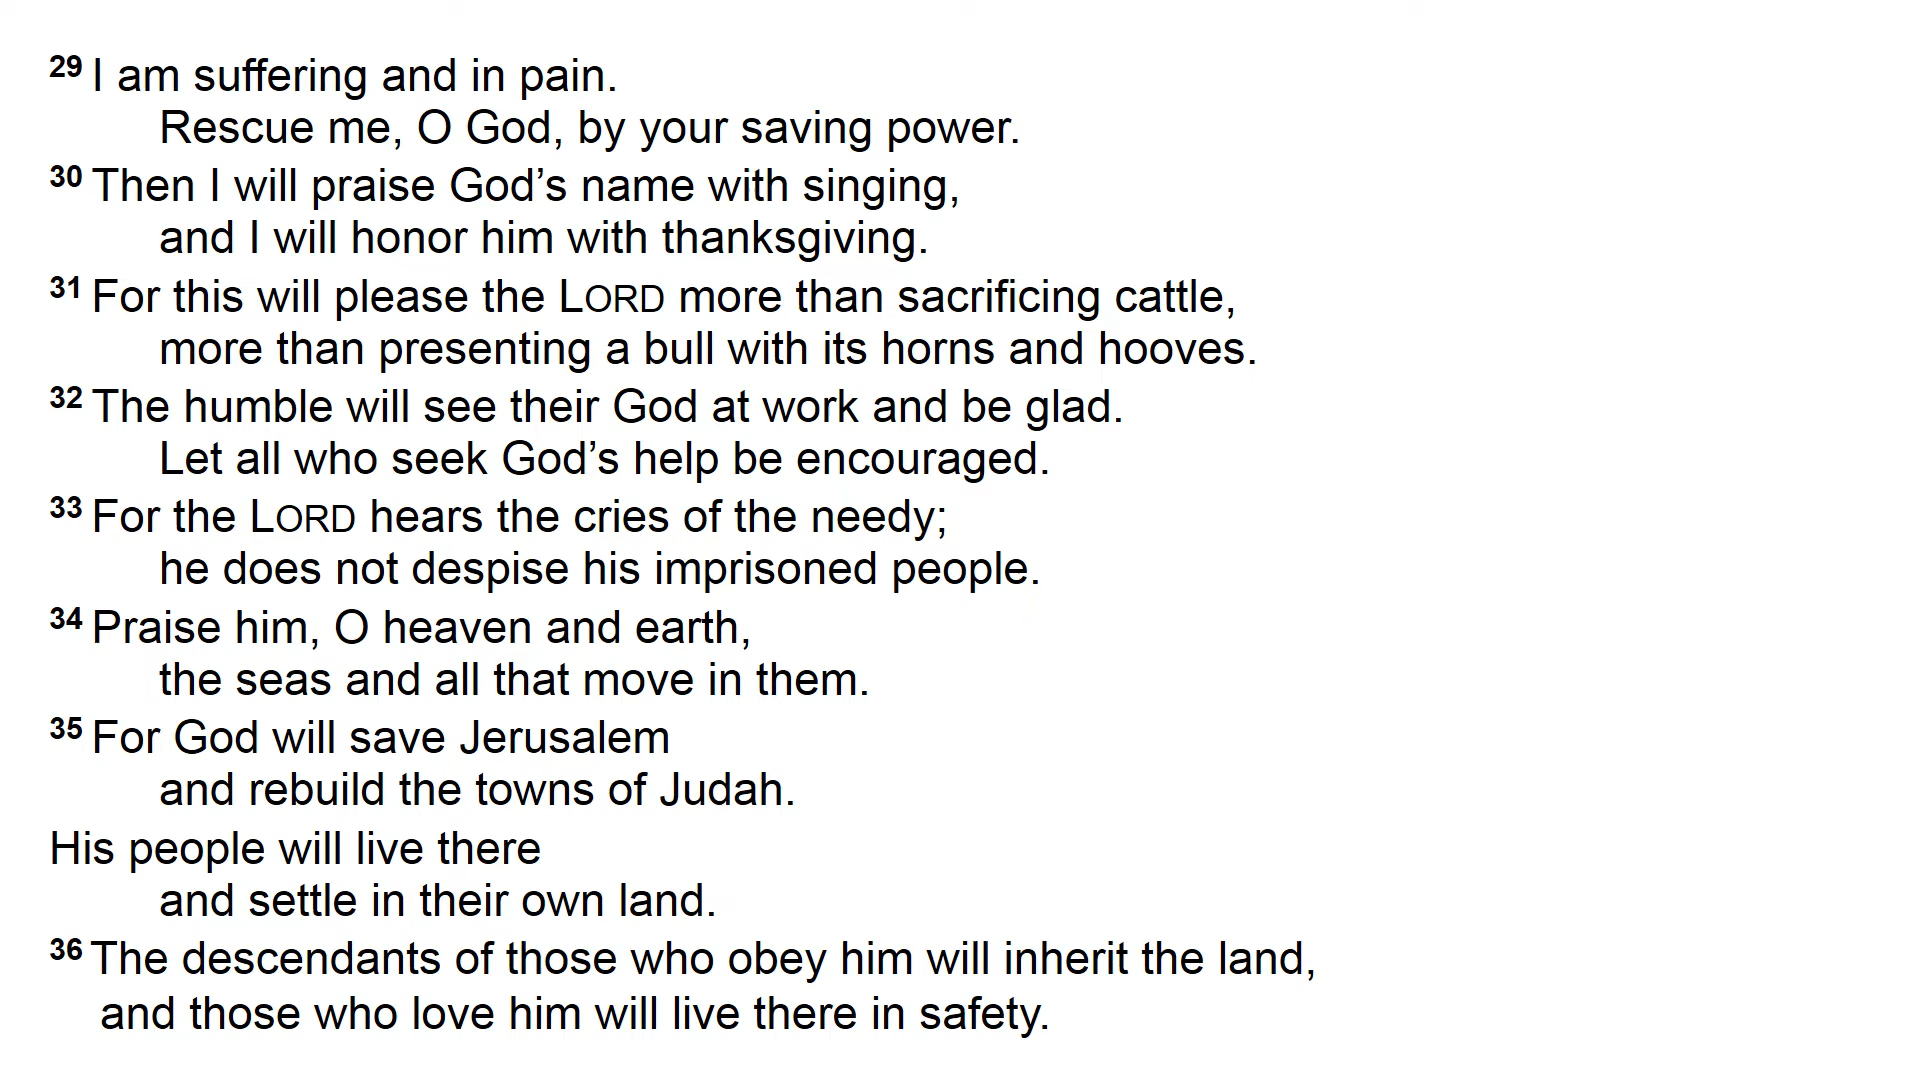 29 I am suffering and in pain.
Rescue me, O God, by your saving power.
30 Then I will praise God’s name with singing,
and I will honor him with thanksgiving.
31 For this will please the LORD more than sacrificing cattle,
more than presenting a bull with its horns and hooves.
32 The humble will see their God at work and be glad.
Let all who seek God’s help be encouraged.
33 For the LORD hears the cries of the needy;
he does not despise his imprisoned people.
34 Praise him, O heaven and earth,
the seas and all that move in them.
35 For God will save Jerusalem
and rebuild the towns of Judah.
His people will live there
and settle in their own land.
36 The descendants of those who obey him will inherit the land,
and those who love him will live there in safety.